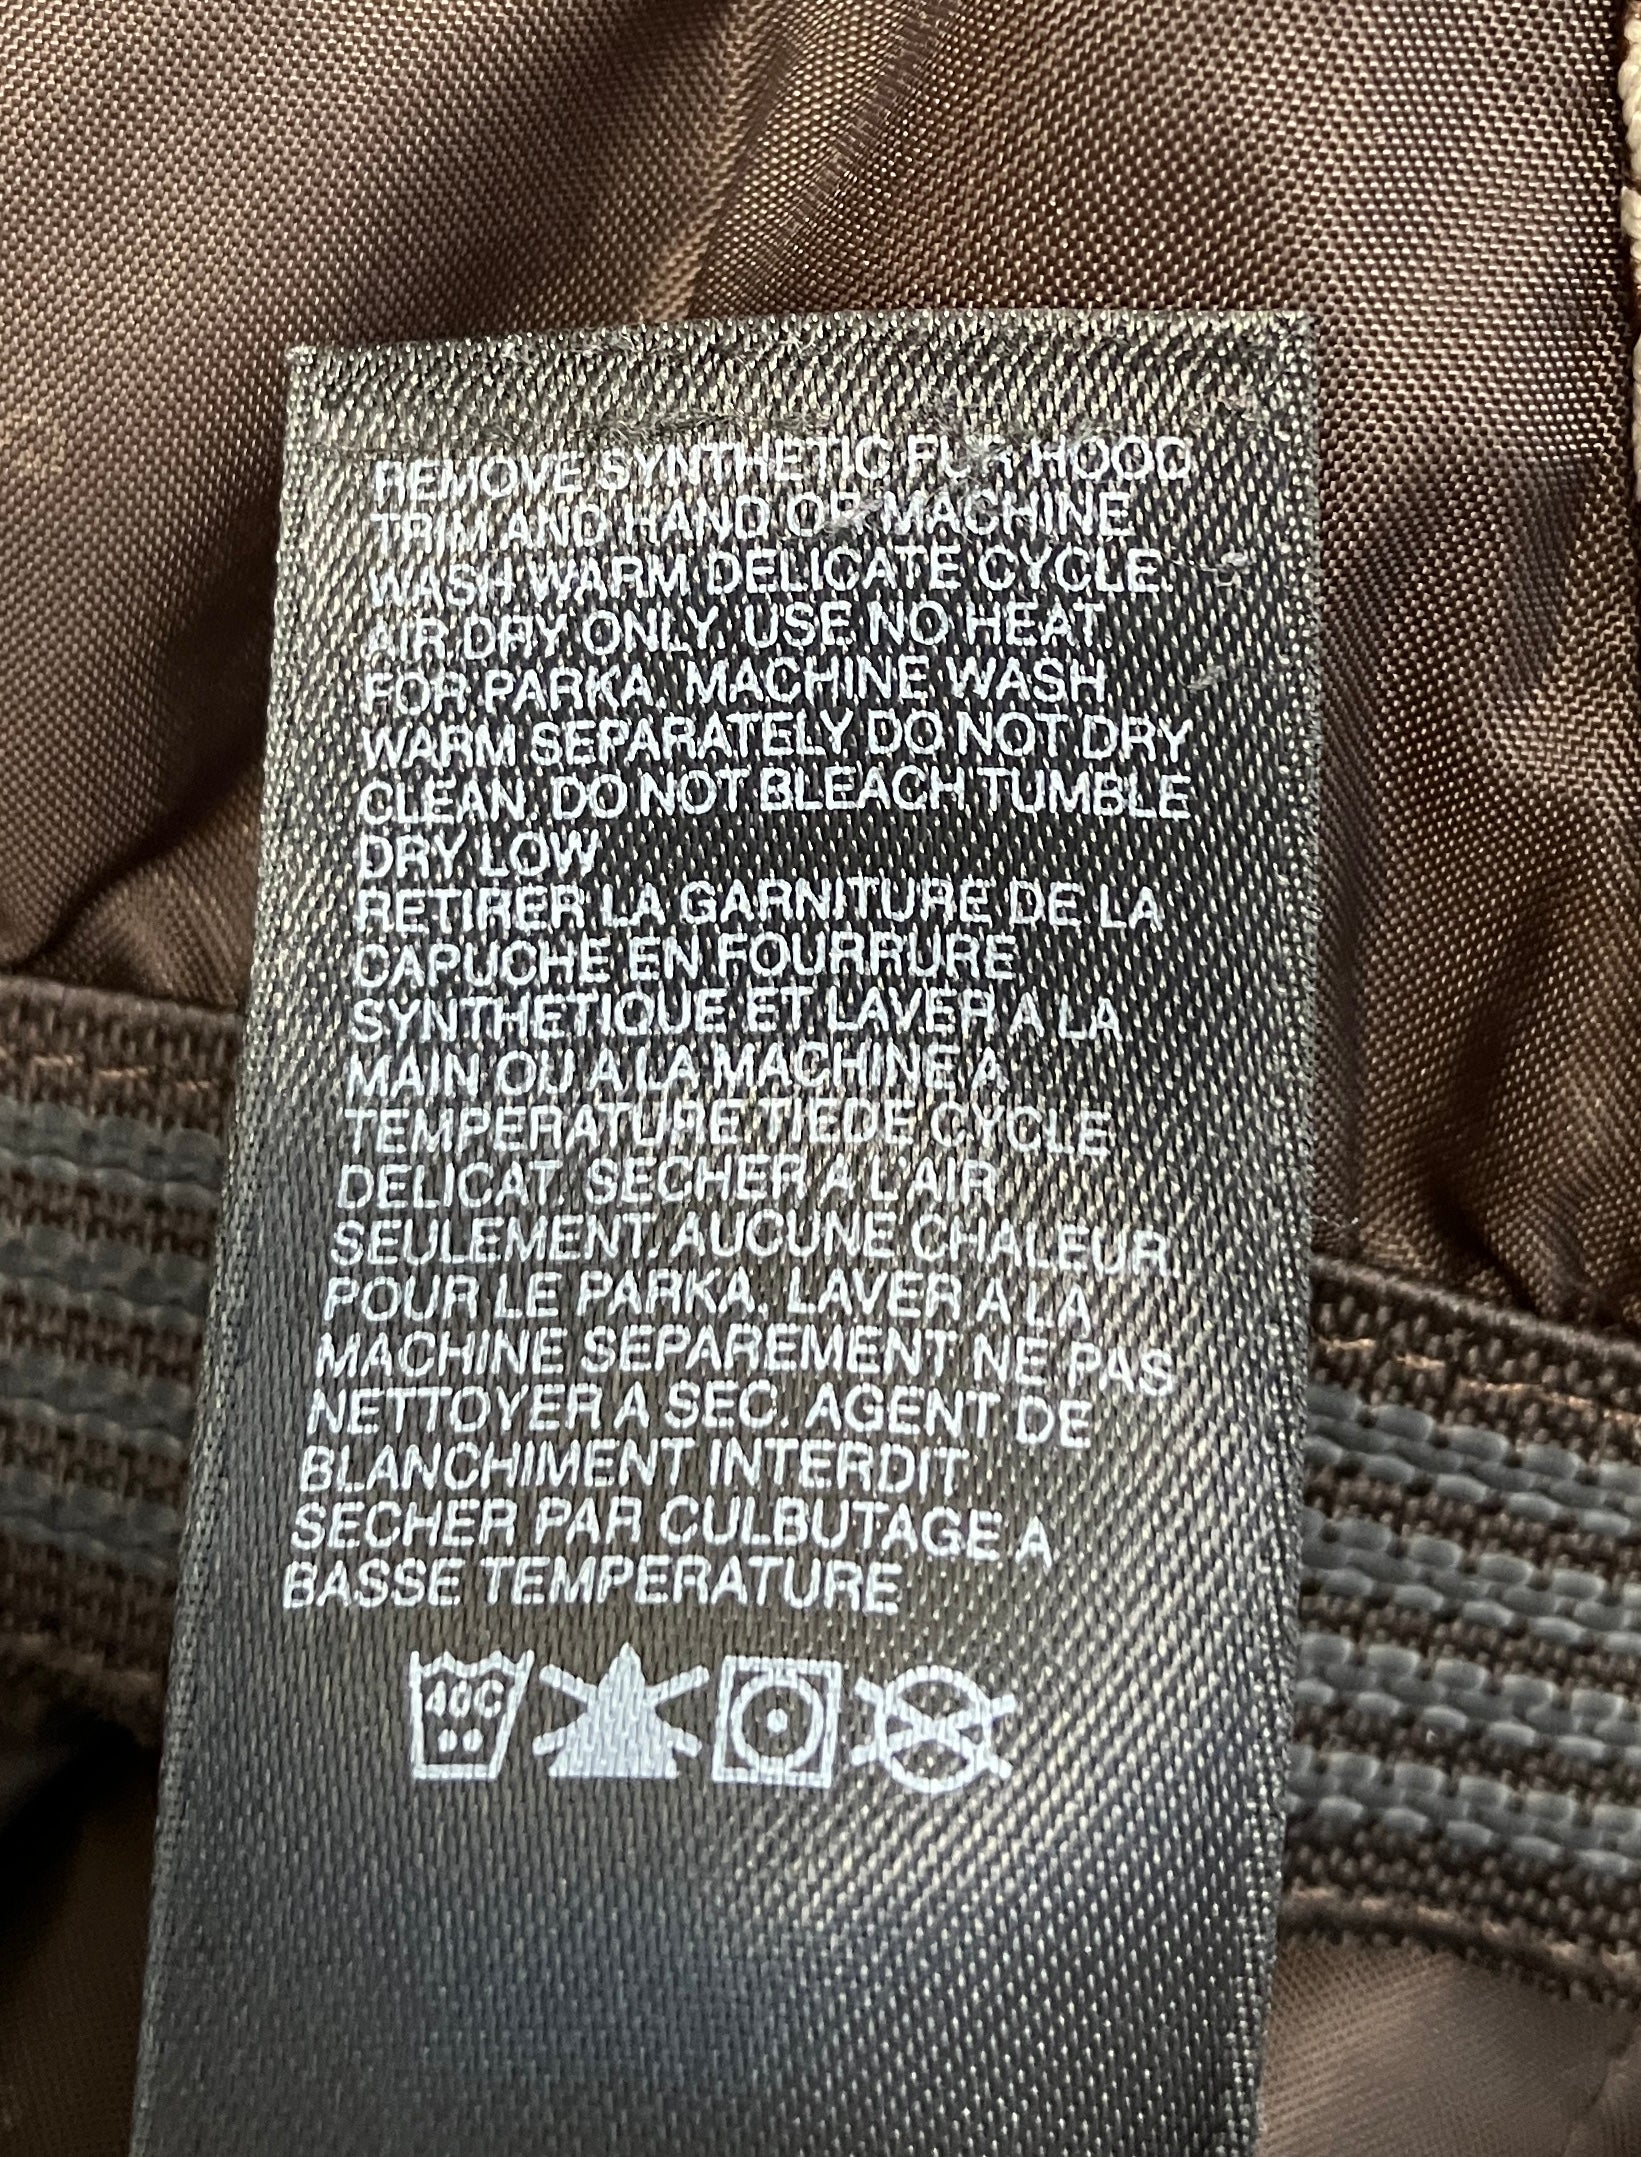 REMOVE SYNTHETIC FUR HOOD
TRIM AND HAND OR MACHINE
WASH WARM DELICATE CYCLE.
AIR DRY ONLY. USE NO HEAT.
FOR PARKA, MACHINE WASH
WARM SEPARATELY DO NOT DRY
CLEAN. DO NOT BLEACH TUMBLE
DRY LOW
RETIRER LA GARNITURE DE LA
CAPUCHE EN FOURRURE
SYNTHETIQUE ET LAVER A LA
MAIN OU A LA MACHINE A
TEMPERATURE TIEDE CYCLE
DELICAT. SECHER A L'AIR
SEULEMENT. AUCUNE CHALEUR.
POUR LE PARKA, LAVER A LA
MACHINE SEPAREMENT NE PAS
NETTOYER A SEC. AGENT DE
BLANCHIMENT INTERDIT
SECHER PAR CULBUTAGE A
BASSE TEMPERATURE
40C